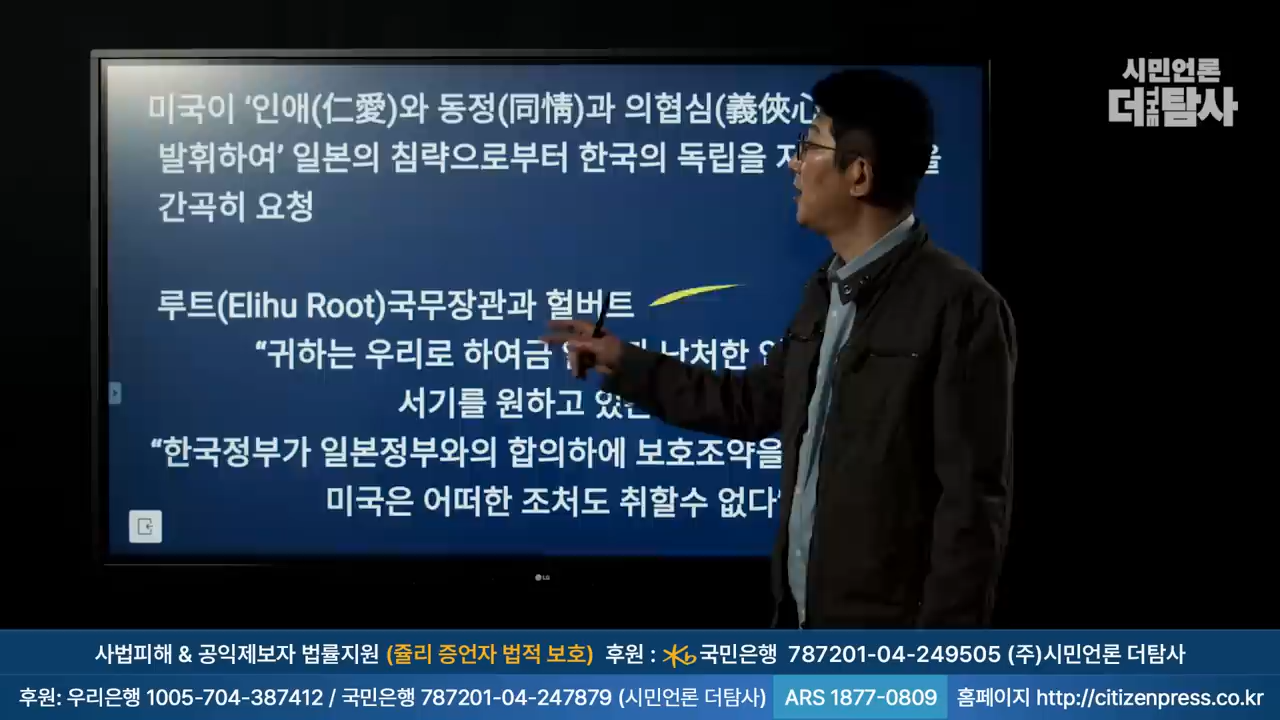 시민언론
더탐사
미국이 ‘인애(仁愛)와 동정(同情)과 의협심(義俠心
발휘하여’ 일본의 침략으로부터 한국의 독립을 을
간곡히 요청
루트(Elihu Root)국무장관과 헐버트
“귀하는 우리로 하여금 난처한
서기를 원하고
“한국정부가 일본정부와의 합의하에 보호조약을
미국은 어떠한 조처도 취할수 없다”
LG
사법피해 & 공익제보자 법률지원 (쥴리 증언자 법적 보호) 후원 : 국민은행 787201-04-249505 (주)시민언론 더탐사
후원: 우리은행 1005-704-387412 / 국민은행 787201-04-247879 (시민언론 더탐사) ARS 1877-0809 홈페이지 http://citizenpress.co.kr